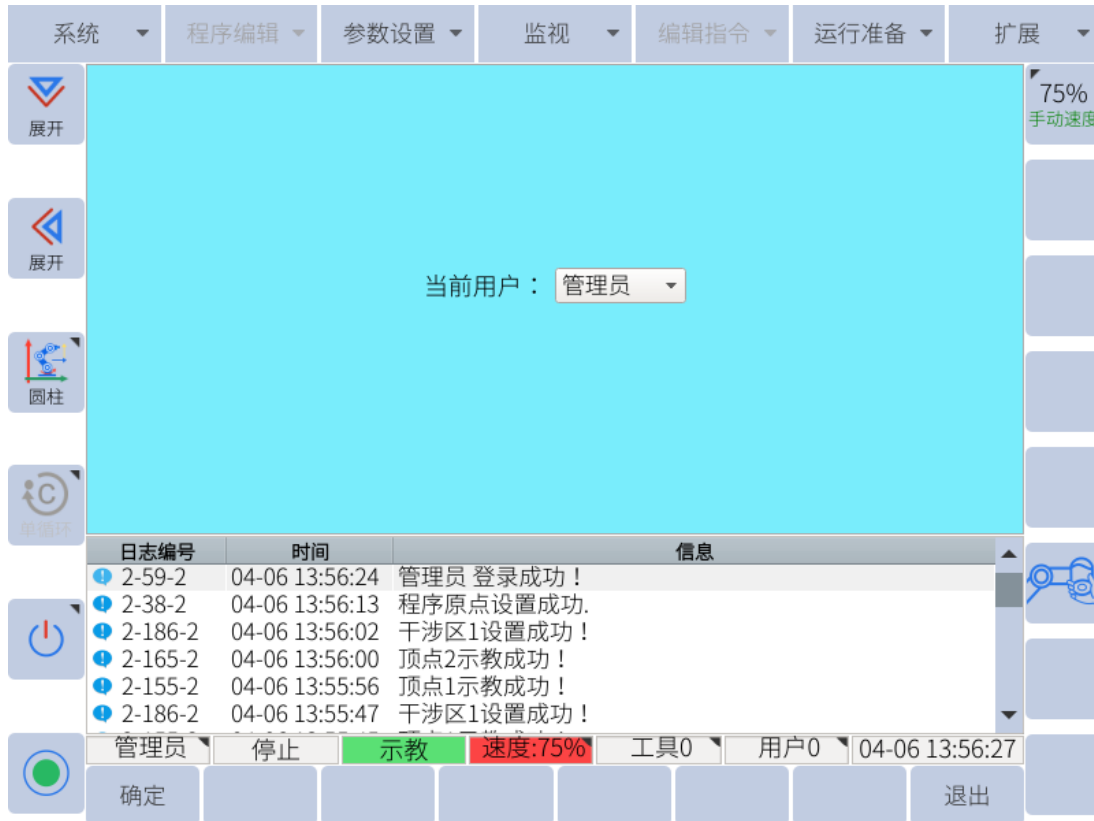 系统 程序编辑 参数设置 监视 编辑指令 运行准备 扩展
展开
75%
手动速度
展开
当前用户： 管理员
圆柱
C
单循环
日志编号 时间 信息
2-59-2 04-06 13:56:24 管理员 登录成功！
2-38-2 04-06 13:56:13 程序原点设置成功.
2-186-2 04-06 13:56:02 干涉区1设置成功！
2-165-2 04-06 13:56:00 顶点2示教成功！
2-155-2 04-06 13:55:56 顶点1示教成功！
2-186-2 04-06 13:55:47 干涉区1设置成功！
管理员 停止 示教 速度:75% 工具0 用户0 04-06 13:56:27
确定 退出